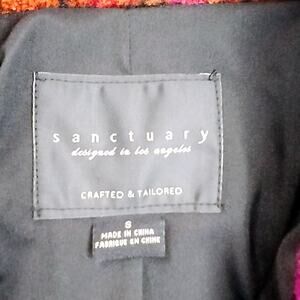 sanctuary
designed in los angeles
CRAFTED & TAILORED
MADE IN CHINA
FABRIQUE EN CHINE